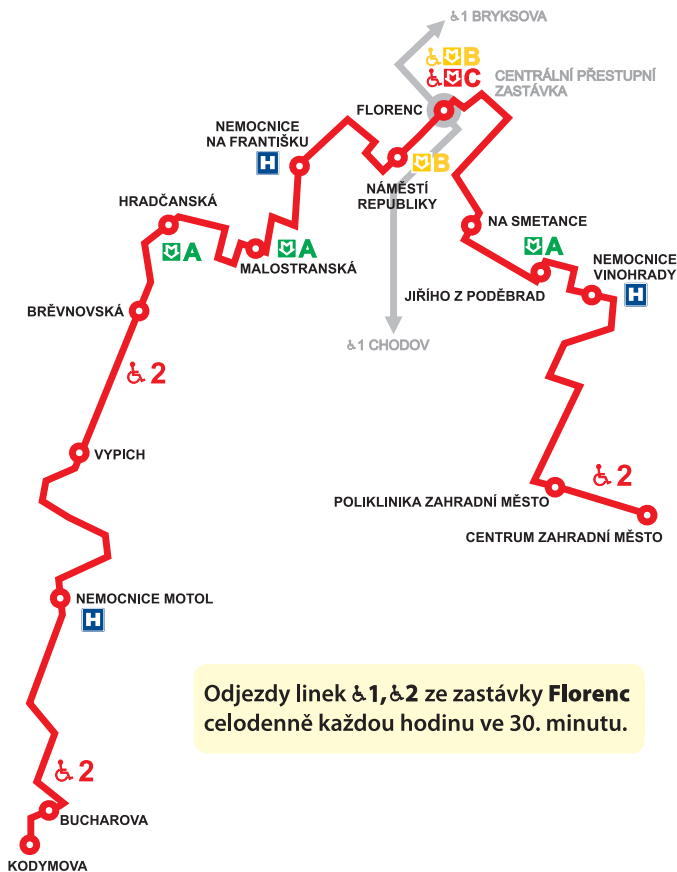 1 BRYKSOVA
B
C
CENTRÁLNÍ PŘESTUPNÍ
ZASTÁVKA
FLORENC
NEMOCNICE
NA FRANTIŠKU
H
B
NÁMĚSTÍ
REPUBLIKY
HRADČANSKÁ
A
A
MALOSTRANSKÁ
NA SMETANCE
A
NEMOCNICE
VINOHRADY
H
JIŘÍHO Z PODĚBRAD
BRĚVNOVSKÁ
1 CHODOV
2
VYPICH
2
POLIKLINIKA ZAHRADNÍ MĚSTO
CENTRUM ZAHRADNÍ MĚSTO
NEMOCNICE MOTOL
H
Odjezdy linek 1, 2 ze zastávky Florenc
celodenně každou hodinu ve 30. minutu.
2
BUCHAROVA
KODYMOVA